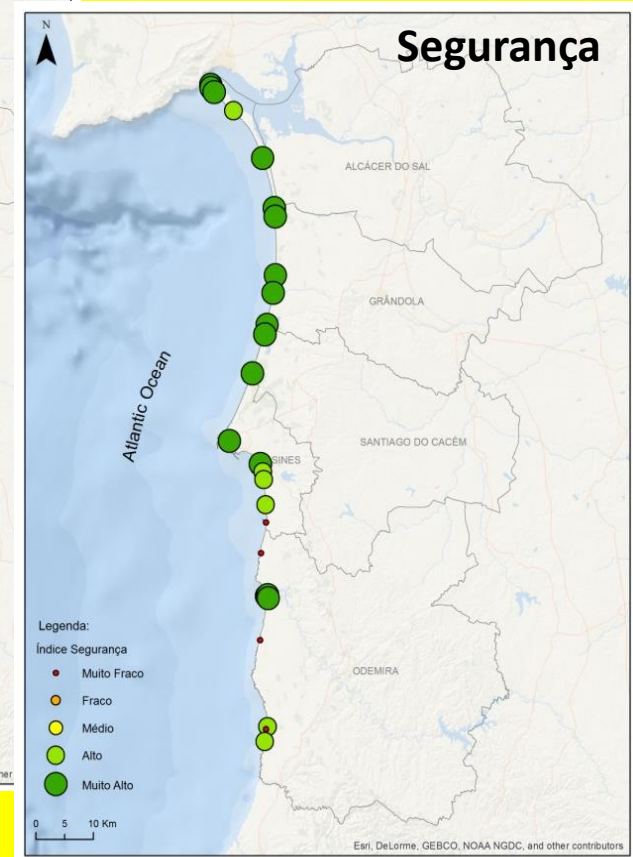 Segurança
N
ALCÁCER DO SAL
GRÂNDOLA
Atlantic Ocean
SANTIAGO DO CACÉM
SINES
ODEMIRA
Legenda:
Índice Segurança
Muito Fraco
Fraco
Médio
Alto
Muito Alto
0 5 10 Km
Esri, DeLorme, GEBCO, NOAA NGDC, and other contributors